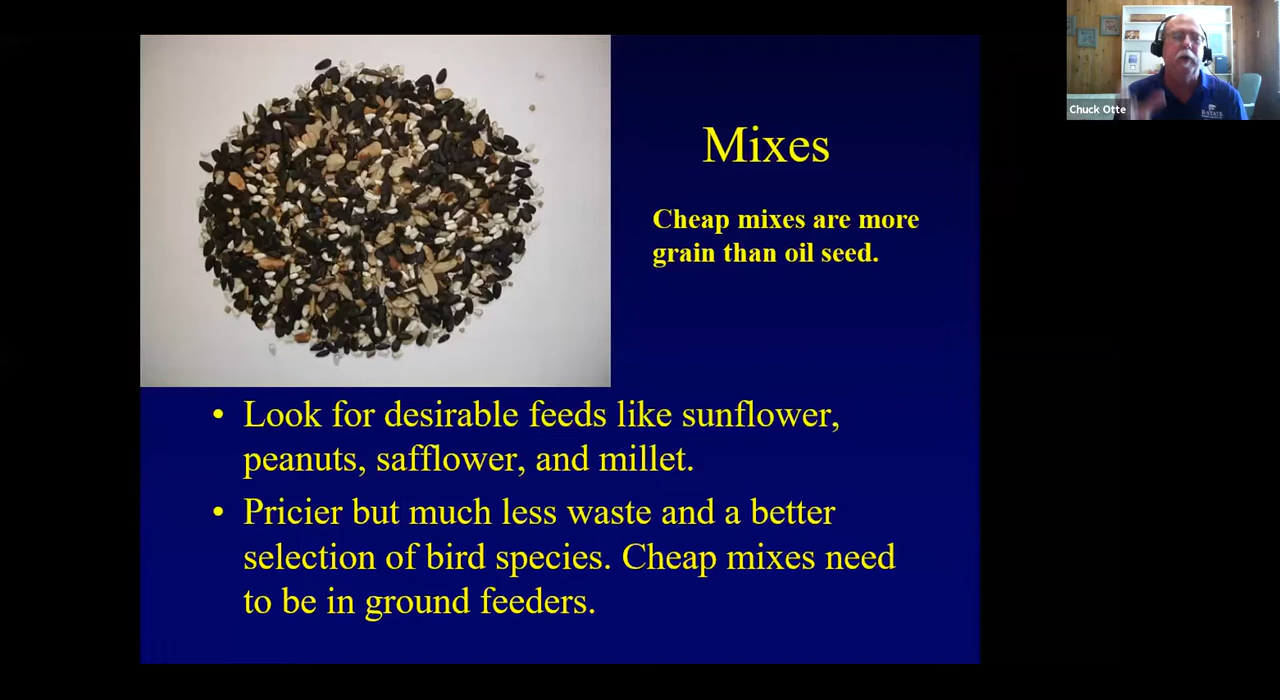 Chuck Otte
Mixes
Cheap mixes are more
grain than oil seed.
• Look for desirable feeds like sunflower,
peanuts, safflower, and millet.
• Pricier but much less waste and a better
selection of bird species. Cheap mixes need
to be in ground feeders.